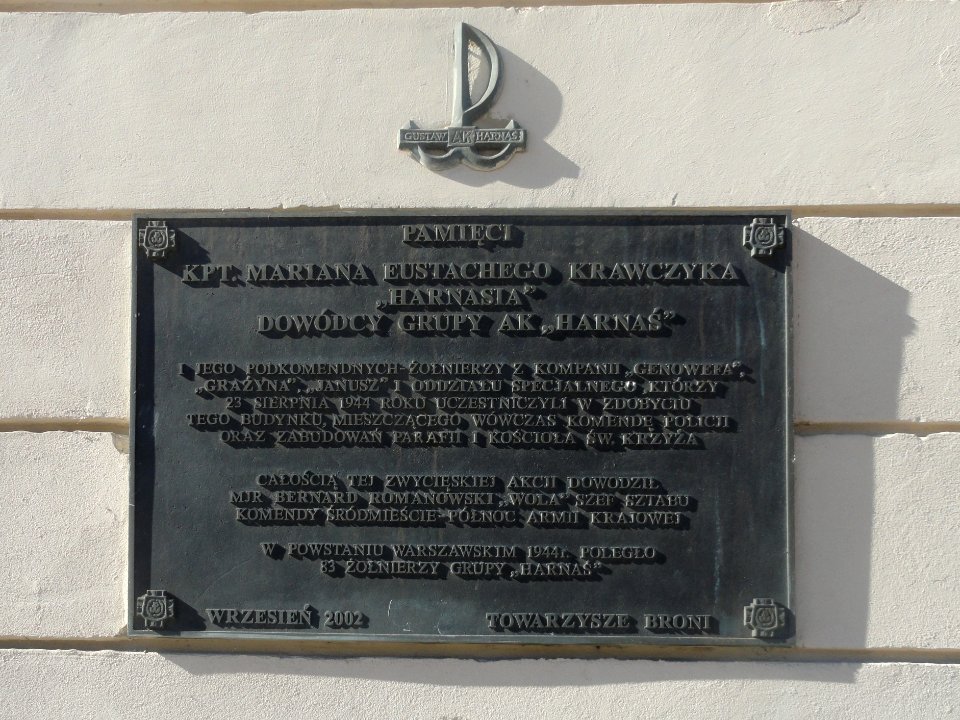 GUSTAW AK HARNAŚ
PAMIĘCI
KPT. MARIANA EUSTACHEGO KRAWCZYKA
„HARNASIA”
DOWÓDCY GRUPY AK „HARNAŚ”
I JEGO PODKOMENDNYCH-ŻOŁNIERZY Z KOMPANII „GENOWEFA”,
„GRAŻYNA”, „JANUSZ” I ODDZIAŁU SPECJALNEGO, KTÓRZY
23 SIERPNIA 1944 ROKU UCZESTNICZYLI W ZDOBYCIU
TEGO BUDYNKU, MIESZCZĄCEGO WÓWCZAS KOMENDĘ POLICJI
ORAZ ZABUDOWAŃ PARAFII I KOŚCIOŁA ŚW. KRZYŻA.
CAŁOŚCIĄ TEJ ZWYCIĘSKIEJ AKCJI DOWODZIŁ
MJR BERNARD ROMANOWSKI „WOLA” SZEF SZTABU
KOMENDY ŚRÓDMIEŚCIE-PÓŁNOC ARMII KRAJOWEJ
W POWSTANIU WARSZAWSKIM 1944r. POLEGŁO
83 ŻOŁNIERZY GRUPY „HARNAŚ”
WRZESIEŃ 2002 TOWARZYSZE BRONI